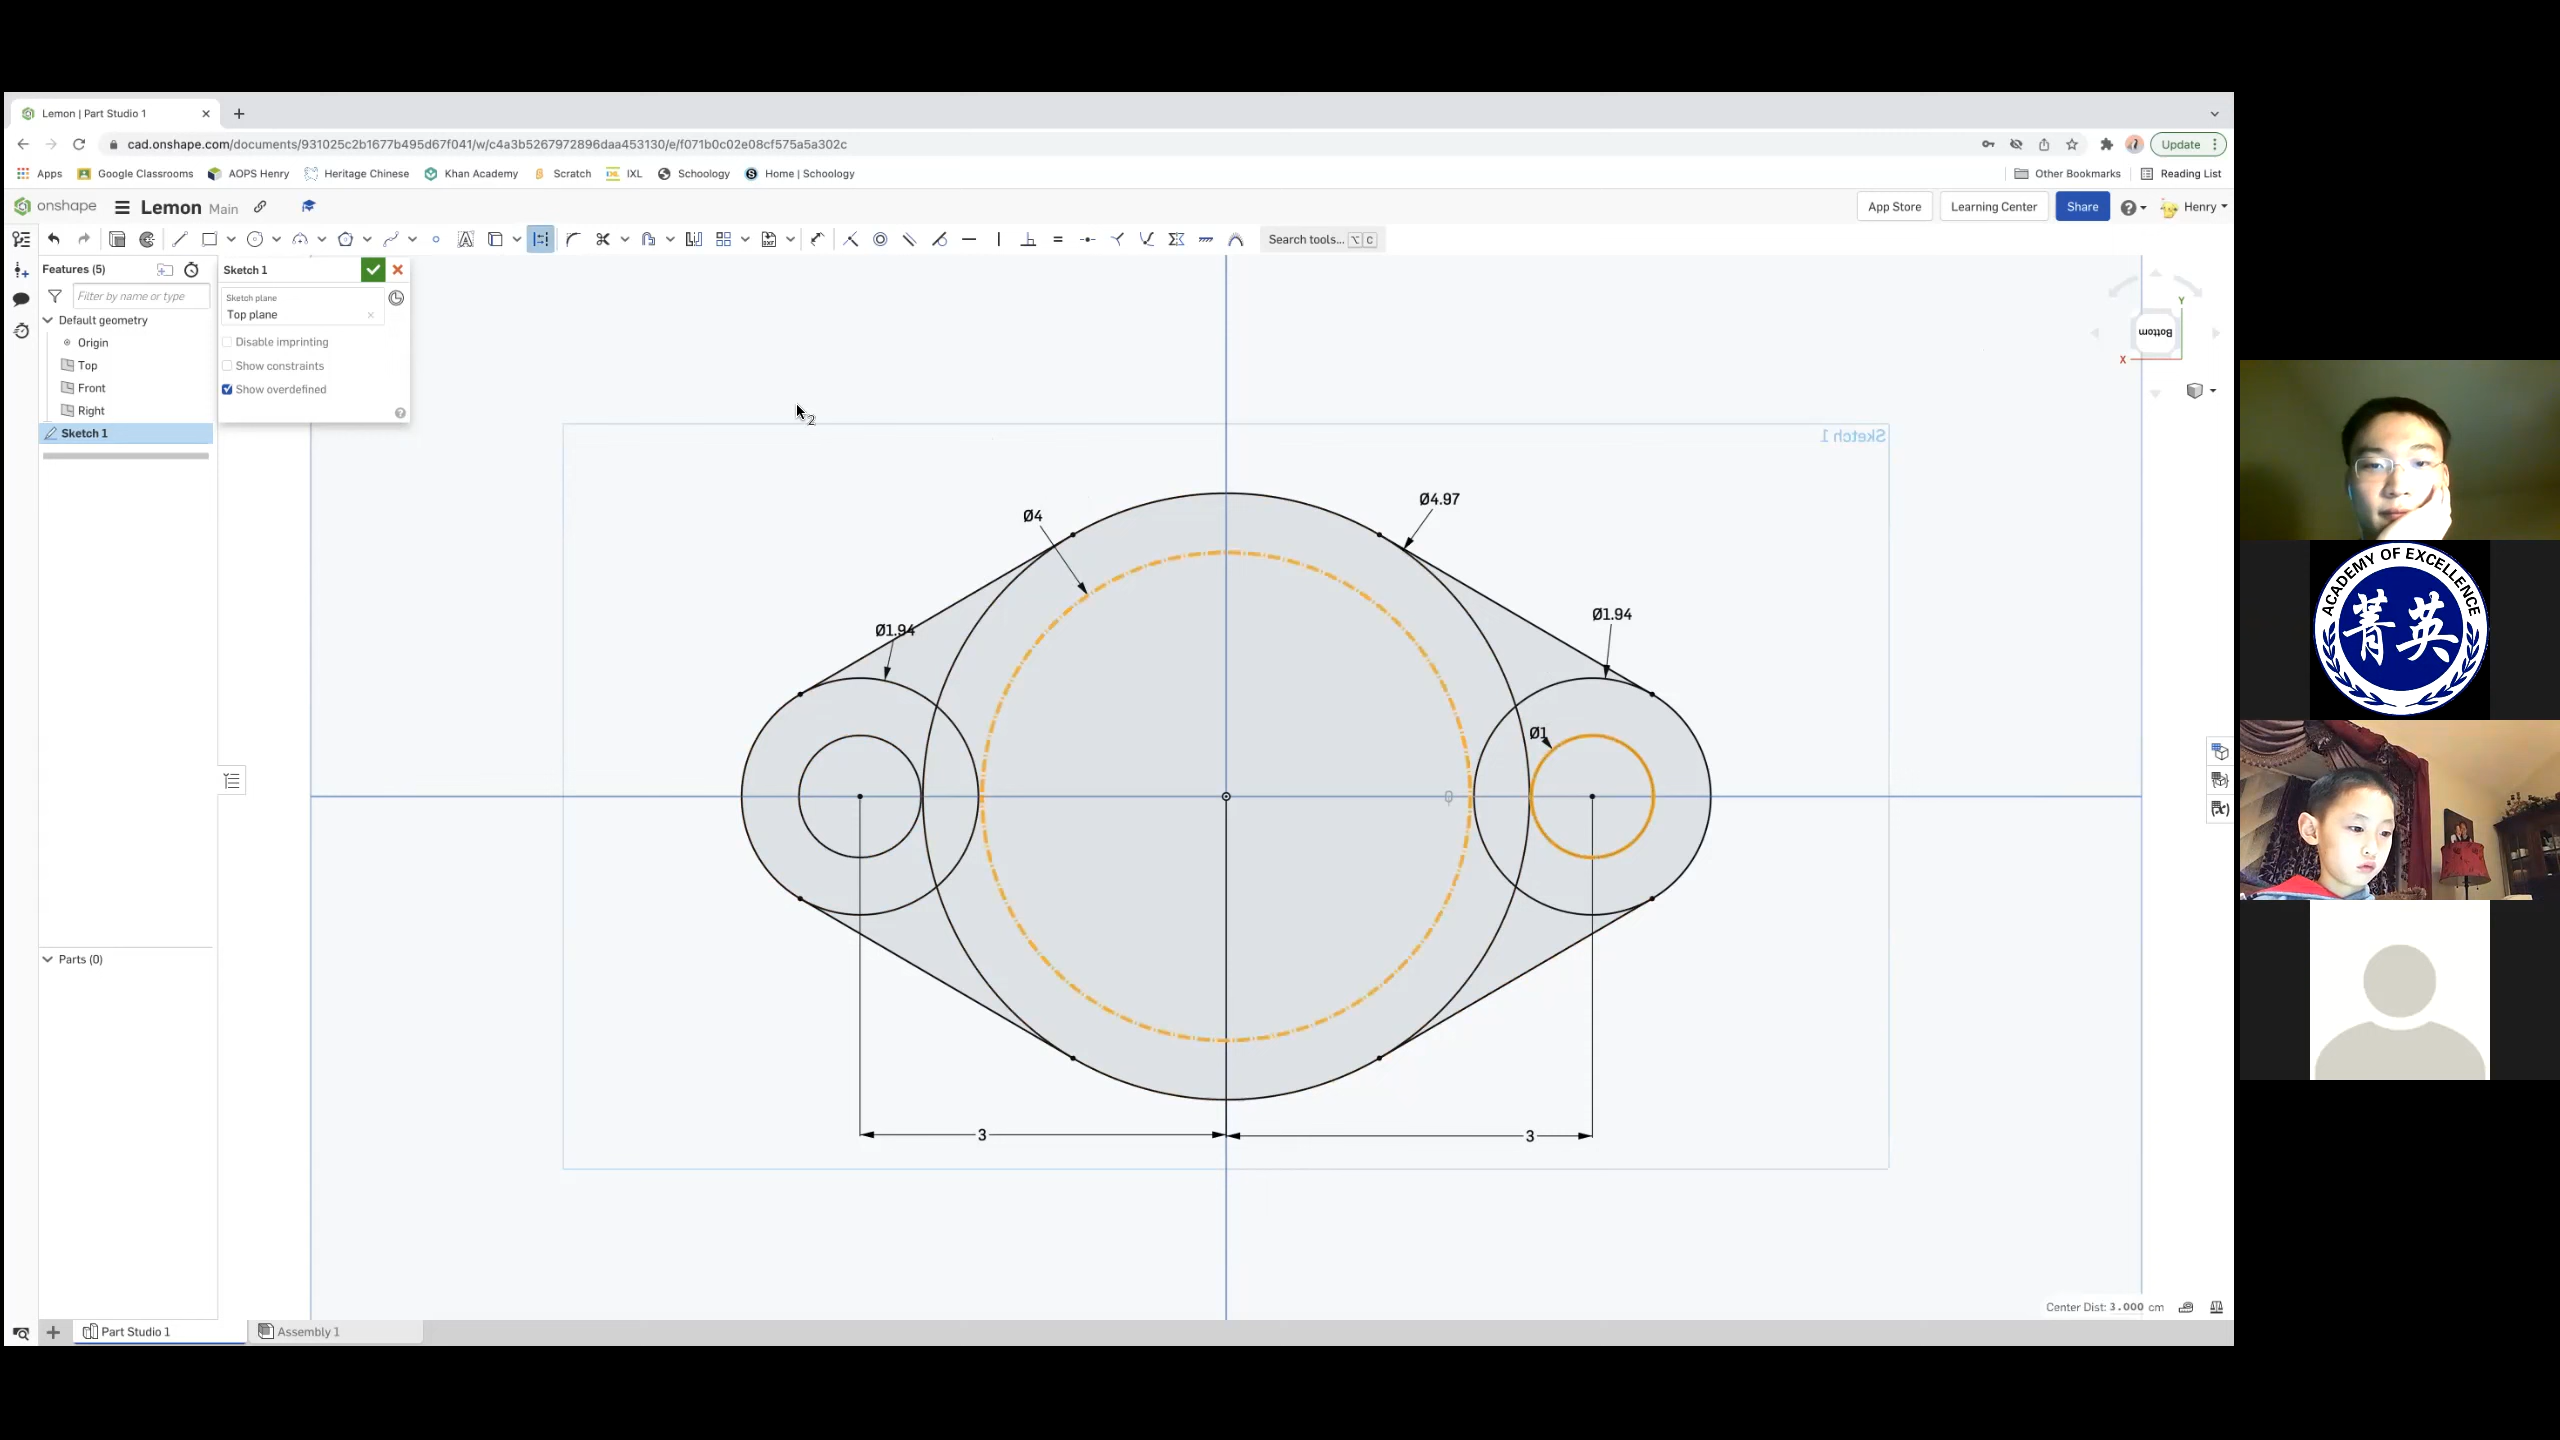 Lemon | Part Studio 1
cad.onshape.com/documents/931025c2b1677b495d67f041/w/c4a3b5267972896daa453130/e/f071b0c02e08cf575a5a302c
Update
Apps Google Classrooms AOPS Henry Heritage Chinese Khan Academy Scratch IXL Schoology Home | Schoology Other Bookmarks Reading List
onshape Lemon Main App Store Learning Center Share Henry
Search tools... ⌥ C
Features (5)
Filter by name or type
Default geometry
Origin
Top
Front
Right
Sketch 1
Sketch 1
Sketch plane
Top plane
Disable imprinting
Show constraints
Show overdefined
2
Y
Bottom
X
Sketch 1
Ø4.97
Ø4
Ø1.94
Ø1.94
Ø1
3
3
Parts (0)
Center Dist: 3.000 cm
Part Studio 1
Assembly 1
ACADEMY OF EXCELLENCE
菁英